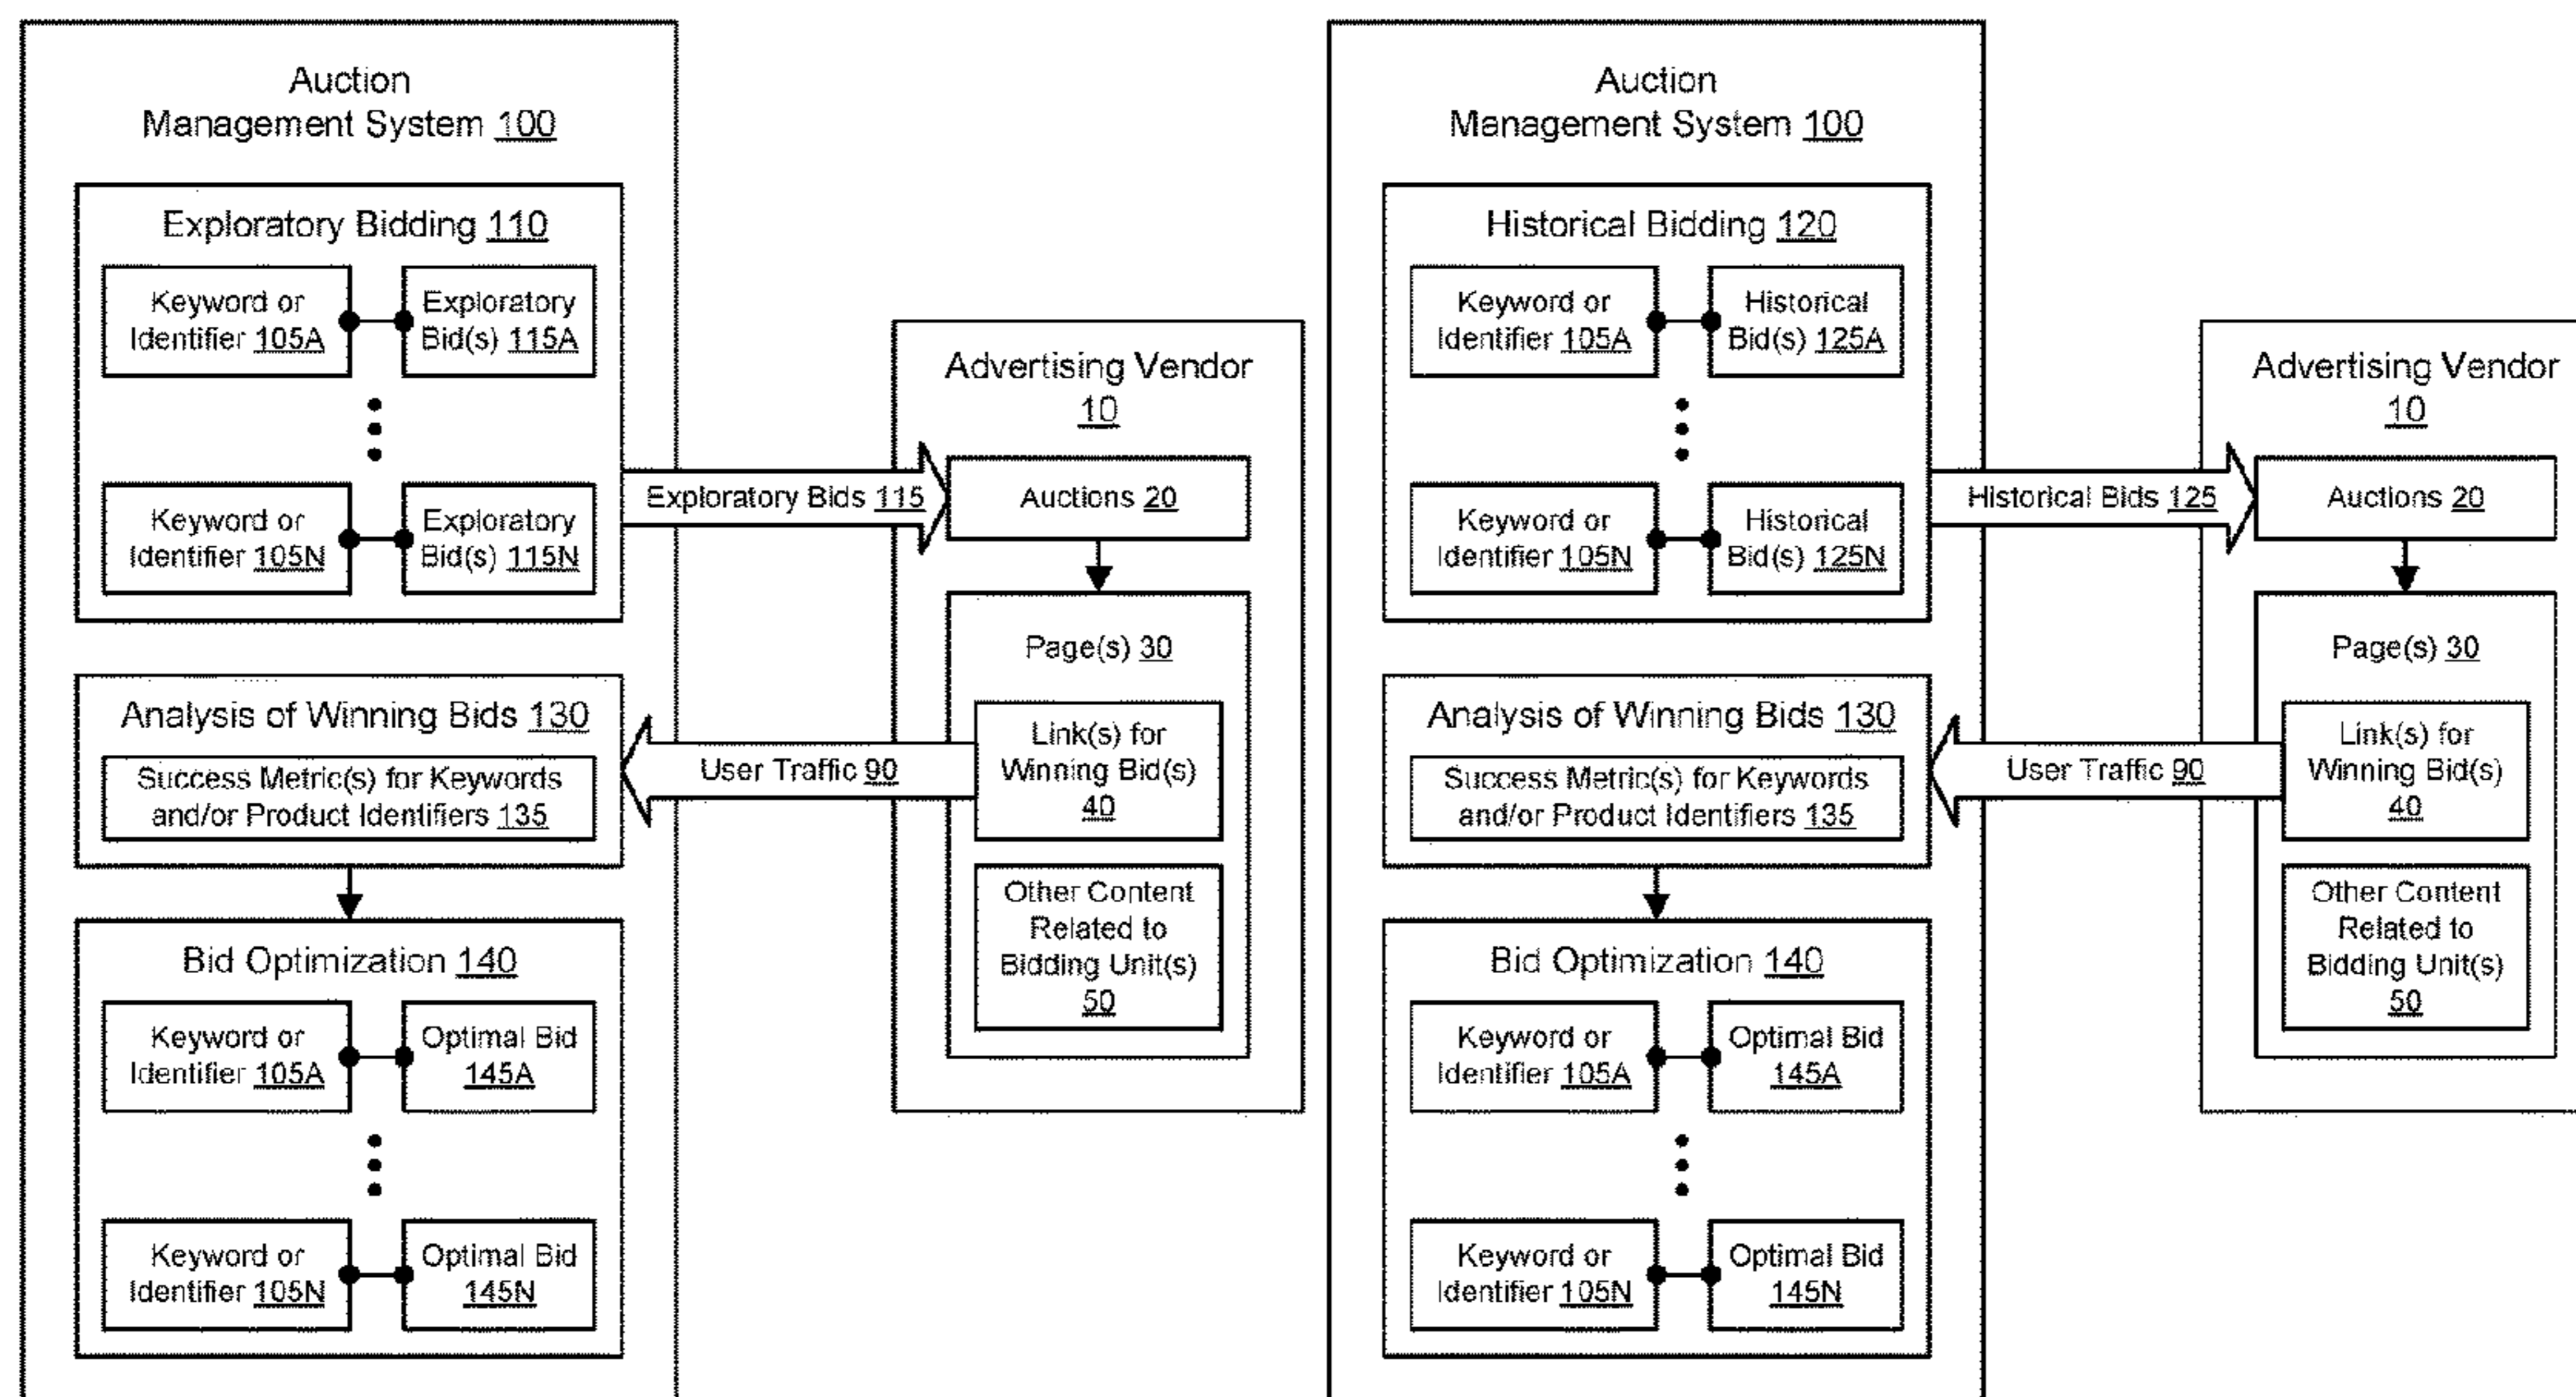 Auction
Management System 100
Exploratory Bidding 110
Keyword or
Identifier 105A
Exploratory
Bid(s) 115A
Keyword or
Identifier 105N
Exploratory
Bid(s) 115N
Exploratory Bids 115
Analysis of Winning Bids 130
Success Metric(s) for Keywords
and/or Product Identifiers 135
User Traffic 90
Bid Optimization 140
Keyword or
Identifier 105A
Optimal Bid
145A
Keyword or
Identifier 105N
Optimal Bid
145N
Advertising Vendor
10
Auctions 20
Page(s) 30
Link(s) for
Winning Bid(s)
40
Other Content
Related to
Bidding Unit(s)
50
Auction
Management System 100
Historical Bidding 120
Keyword or
Identifier 105A
Historical
Bid(s) 125A
Keyword or
Identifier 105N
Historical
Bid(s) 125N
Historical Bids 125
Analysis of Winning Bids 130
Success Metric(s) for Keywords
and/or Product Identifiers 135
User Traffic 90
Bid Optimization 140
Keyword or
Identifier 105A
Optimal Bid
145A
Keyword or
Identifier 105N
Optimal Bid
145N
Advertising Vendor
10
Auctions 20
Page(s) 30
Link(s) for
Winning Bid(s)
40
Other Content
Related to
Bidding Unit(s)
50